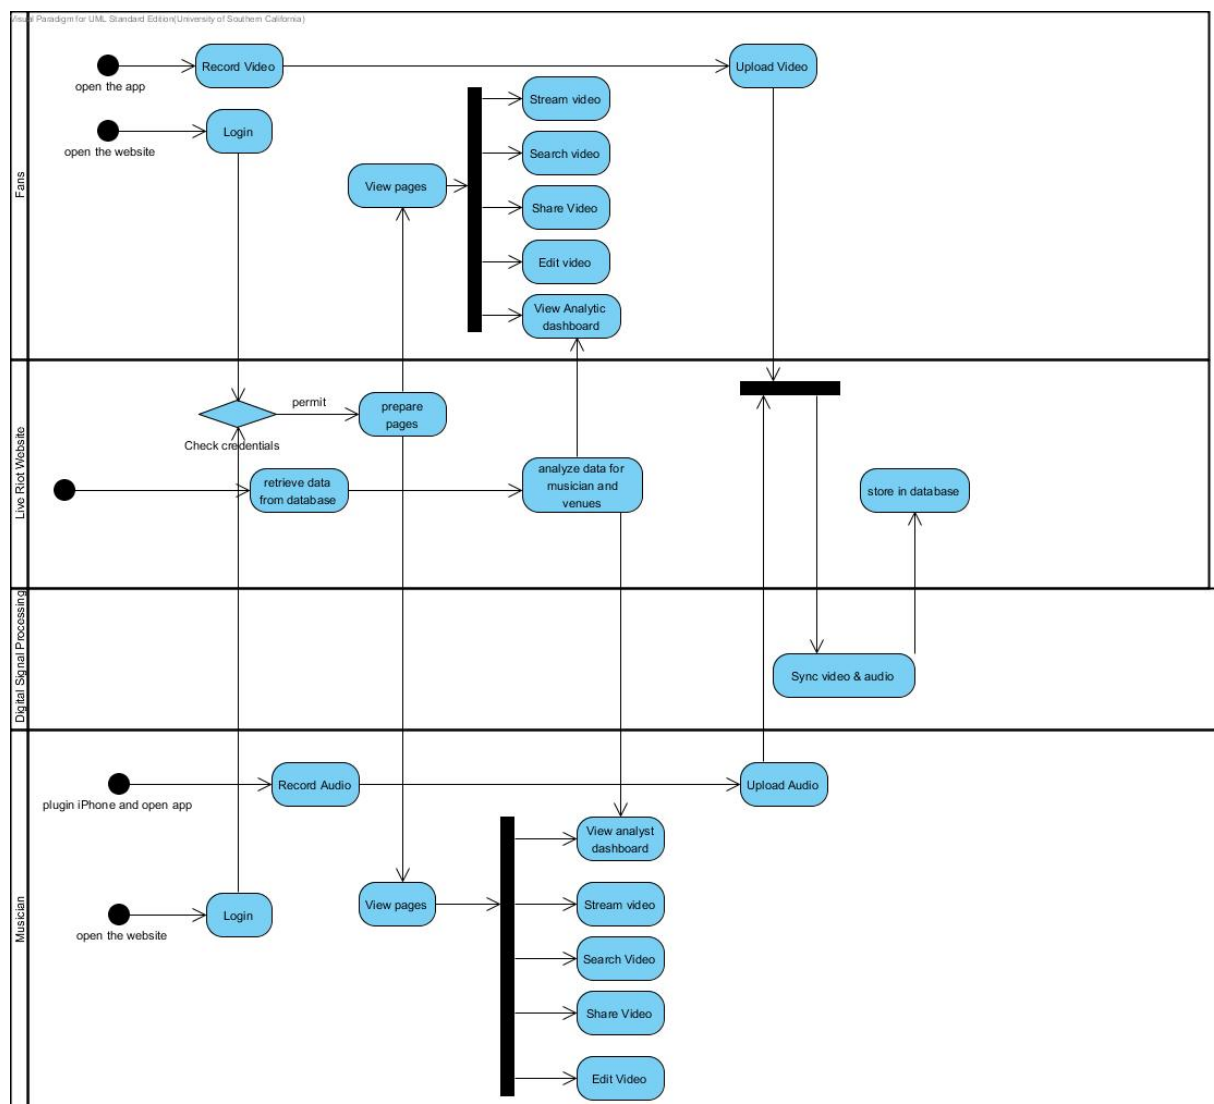 Visual Paradigm for UML Standard Edition(University of Southern California)
Fans
open the app
Record Video
Upload Video
open the website
Login
View pages
Stream video
Search video
Share Video
Edit video
View Analytic
dashboard
Live Riot Website
Check credentials
permit
prepare
pages
retrieve data
from database
analyze data for
musician and
venues
store in database
Digital Signal Processing
Sync video & audio
Musician
plugin iPhone and open app
Record Audio
Upload Audio
open the website
Login
View pages
View analyst
dashboard
Stream video
Search Video
Share Video
Edit Video